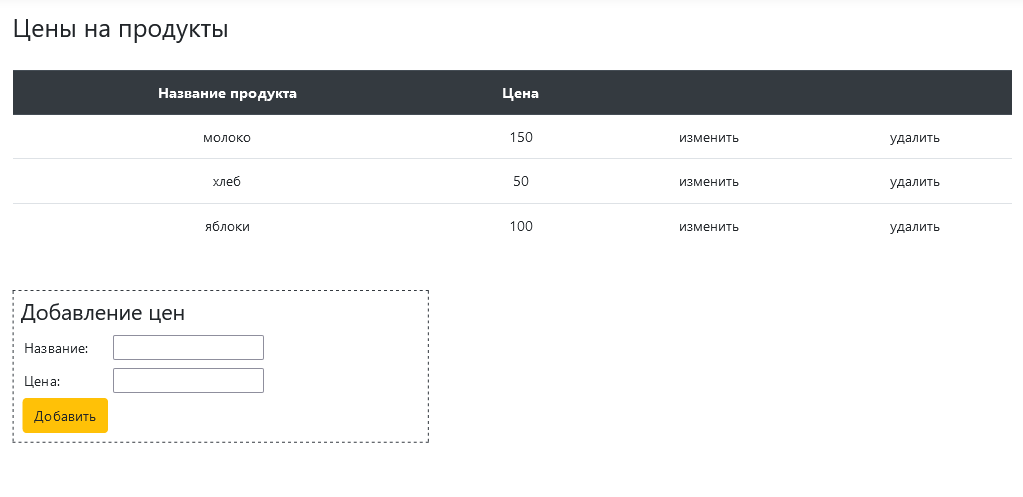 Цены на продукты
Название продукта Цена
молоко 150 изменить удалить
хлеб 50 изменить удалить
яблоки 100 изменить удалить
Добавление цен
Название:
Цена:
Добавить